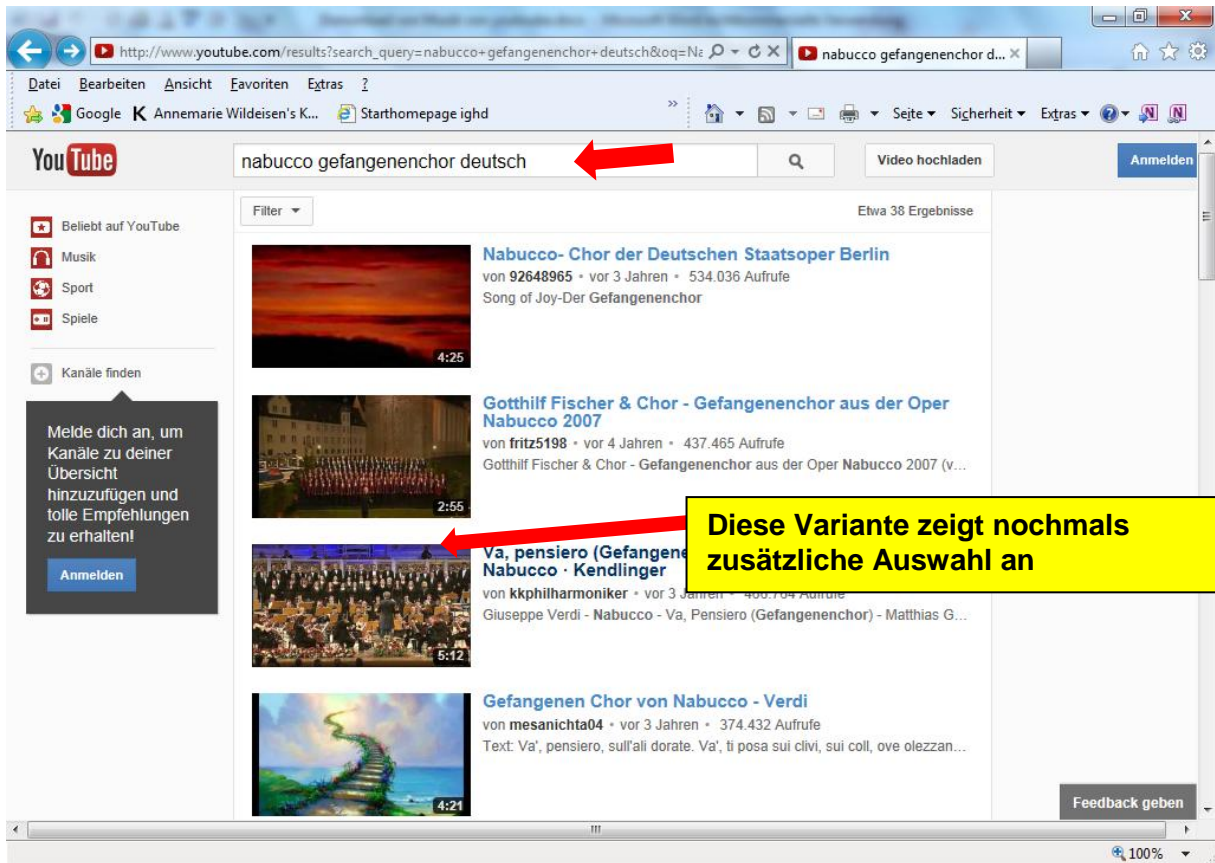 http://www.youtube.com/results?search_query=nabucco+gefangenenchor+deutsch&oq=Na
nabucco gefangenenchor d...
Datei Bearbeiten Ansicht Favoriten Extras ?
Google K Annemarie Wildeisen's K... Starthomepage ighd » Seite Sicherheit Extras
You Tube
nabucco gefangenenchor deutsch
Video hochladen
Anmelden
Filter
Etwa 38 Ergebnisse
Beliebt auf YouTube
Musik
Sport
Spiele
Kanäle finden
Melde dich an, um
Kanäle zu deiner
Übersicht
hinzuzufügen und
tolle Empfehlungen
zu erhalten!
Anmelden
Nabucco- Chor der Deutschen Staatsoper Berlin
von 92648965 • vor 3 Jahren • 534.036 Aufrufe
Song of Joy-Der Gefangenenchor
4:25
Gotthilf Fischer & Chor - Gefangenenchor aus der Oper
Nabucco 2007
von fritz5198 • vor 4 Jahren • 437.465 Aufrufe
Gotthilf Fischer & Chor - Gefangenenchor aus der Oper Nabucco 2007 (v...
2:55
Diese Variante zeigt nochmals
zusätzliche Auswahl an
Va, pensiero (Gefangene
Nabucco · Kendlinger
von kkphilharmoniker • vor 3 Jahren • Aufrufe
Giuseppe Verdi - Nabucco - Va, Pensiero (Gefangenenchor) - Matthias G...
5:12
Gefangenen Chor von Nabucco - Verdi
von mesanichta04 • vor 3 Jahren • 374.432 Aufrufe
Text: Va', pensiero, sull'ali dorate. Va', ti posa sui clivi, sui coll, ove olezzan...
4:21
Feedback geben
100%